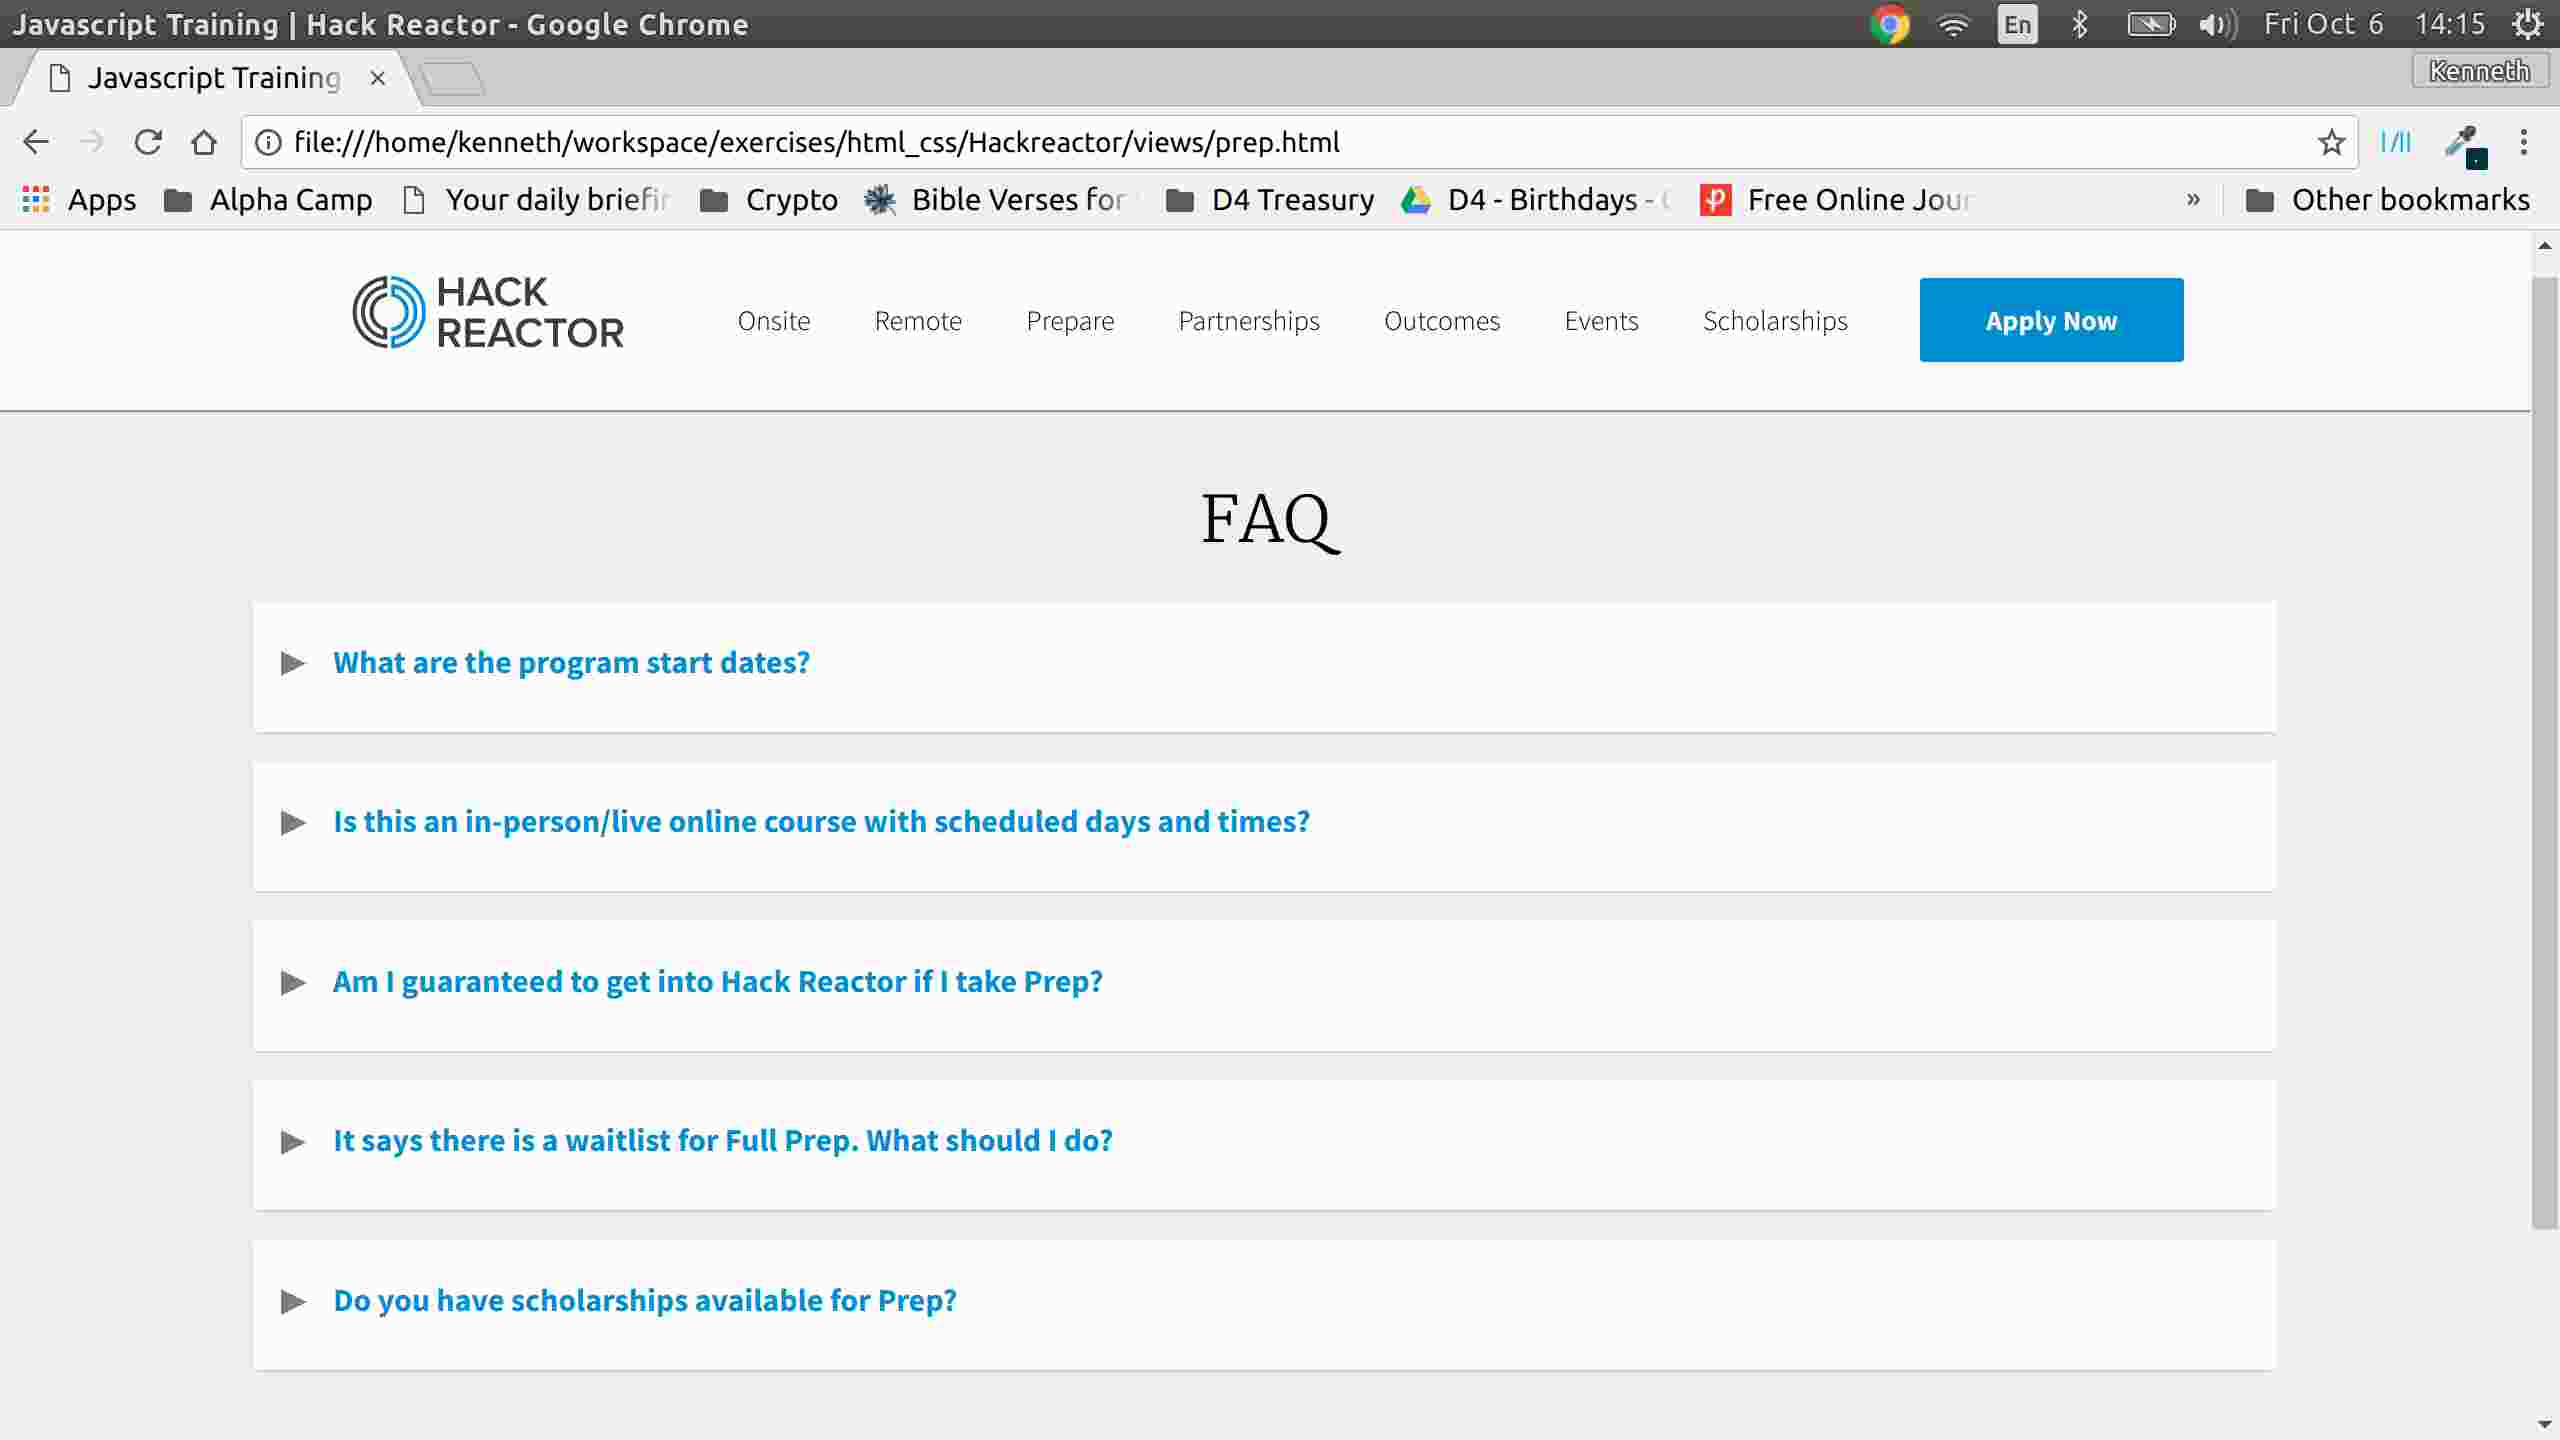 Javascript Training | Hack Reactor - Google Chrome
En
Fri Oct 6 14:15
Javascript Training
Kenneth
file:///home/kenneth/workspace/exercises/html_css/Hackreactor/views/prep.html
Apps Alpha Camp Your daily briefin Crypto Bible Verses for D4 Treasury D4 - Birthdays - Free Online Jour » Other bookmarks
HACK
REACTOR
Onsite Remote Prepare Partnerships Outcomes Events Scholarships Apply Now
FAQ
What are the program start dates?
Is this an in-person/live online course with scheduled days and times?
Am I guaranteed to get into Hack Reactor if I take Prep?
It says there is a waitlist for Full Prep. What should I do?
Do you have scholarships available for Prep?